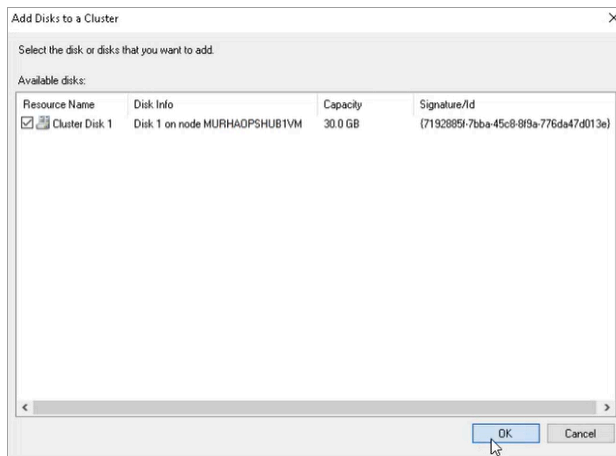 Add Disks to a Cluster
Select the disk or disks that you want to add.
Available disks:
Resource Name Disk Info Capacity Signature/Id
Cluster Disk 1 Disk 1 on node MURHAOPSHUB1VM 30.0 GB {7192885f-7bba-45c8-8f9a-776da47d013e}
OK Cancel